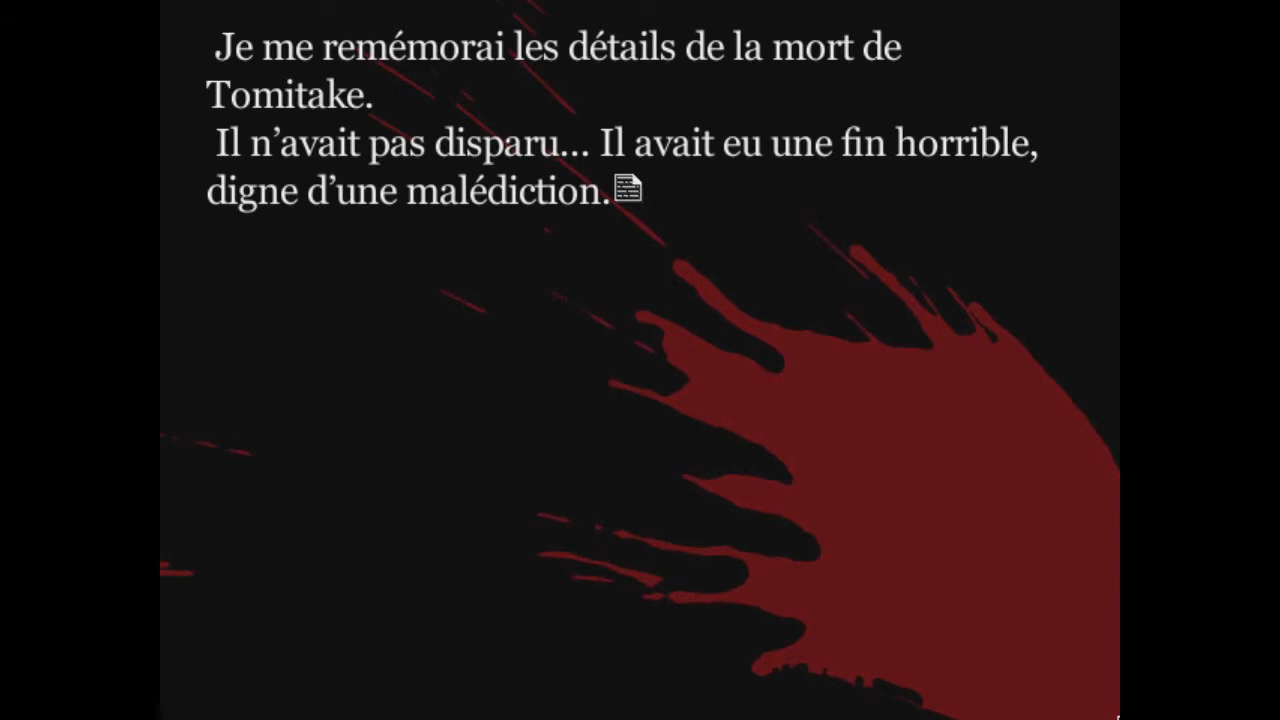 Je me remémorai les détails de la mort de
Tomitake.
Il n’avait pas disparu... Il avait eu une fin horrible,
digne d’une malédiction.